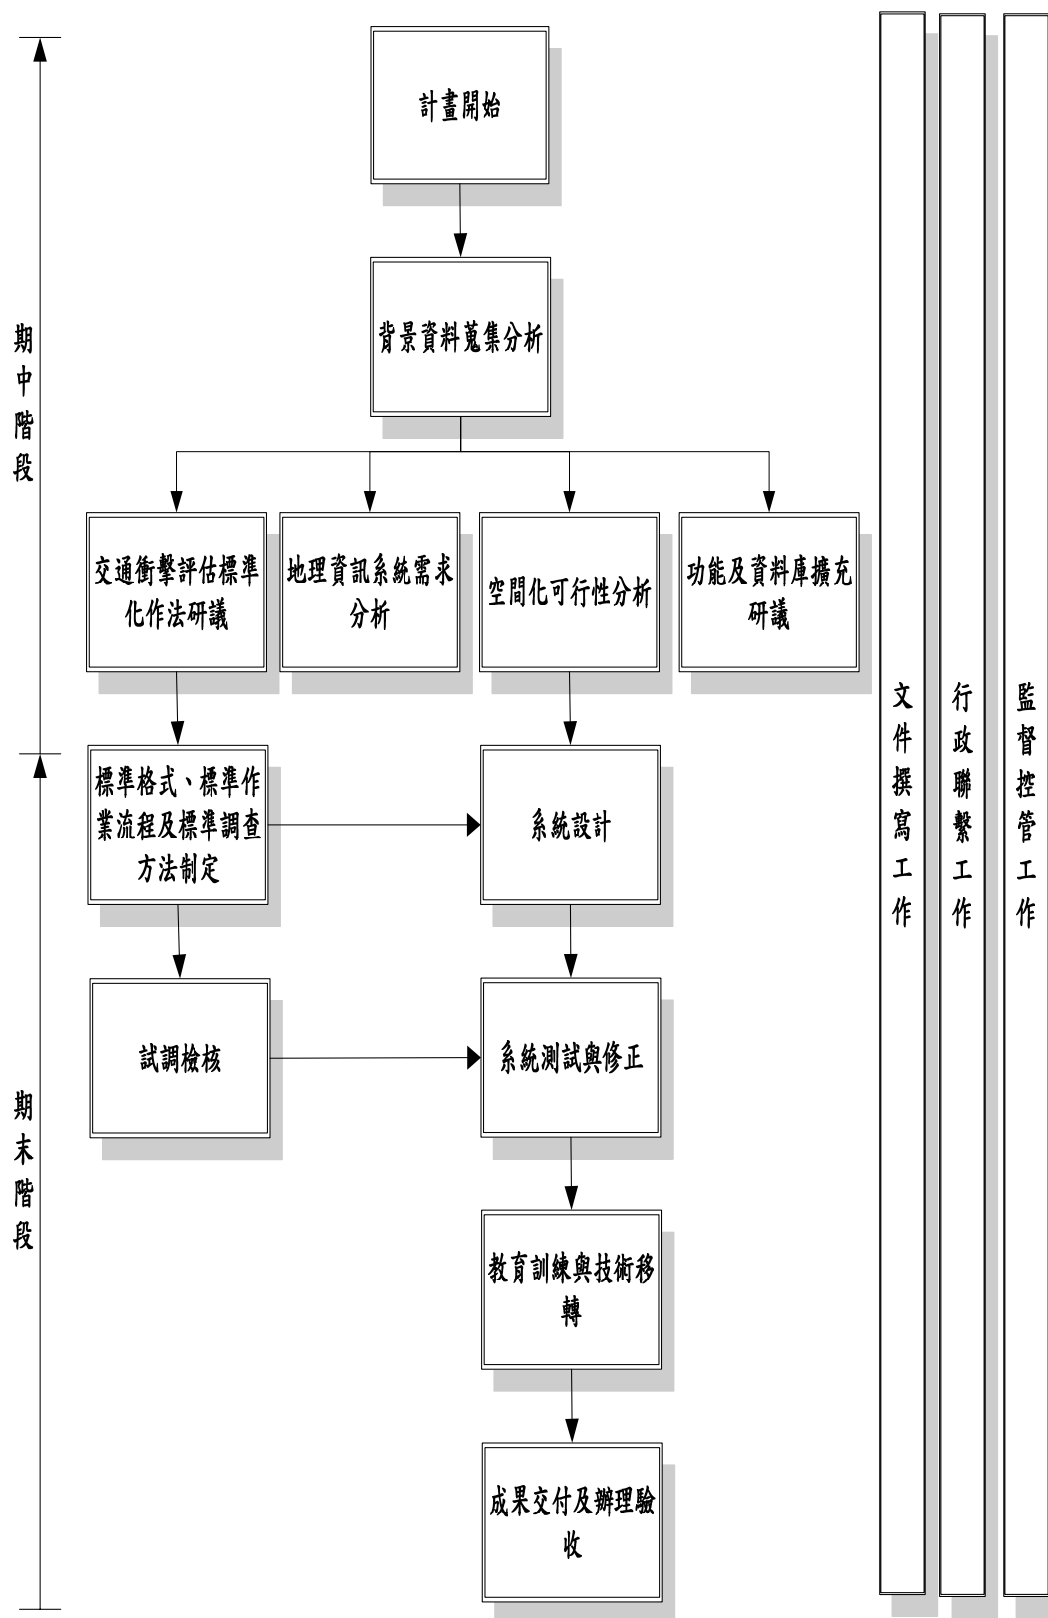 計畫開始
背景資料蒐集分析
期中階段
交通衝擊評估標準
化作法研議
地理資訊系統需求
分析
空間化可行性分析
功能及資料庫擴充
研議
標準格式、標準作
業流程及標準調查
方法制定
系統設計
試調檢核
系統測試與修正
期末階段
教育訓練與技術移
轉
成果交付及辦理驗
收
文件撰寫工作
行政聯繫工作
監督控管工作